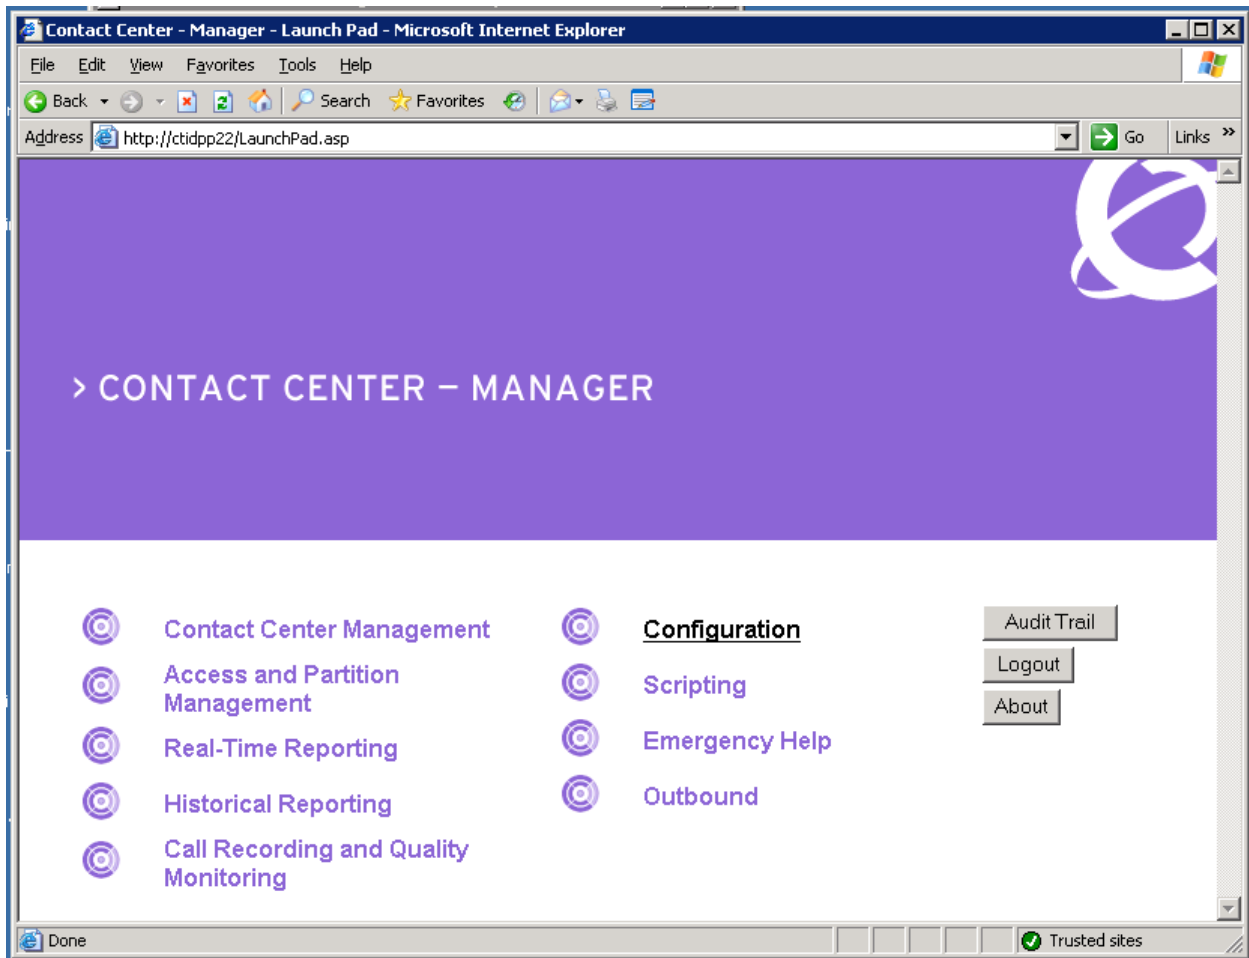 Contact Center - Manager - Launch Pad - Microsoft Internet Explorer
File Edit View Favorites Tools Help
Back Search Favorites
Address http://ctidpp22/LaunchPad.asp Go Links »
> CONTACT CENTER – MANAGER
Contact Center Management
Access and Partition
Management
Real-Time Reporting
Historical Reporting
Call Recording and Quality
Monitoring
Configuration
Scripting
Emergency Help
Outbound
Audit Trail
Logout
About
Done Trusted sites